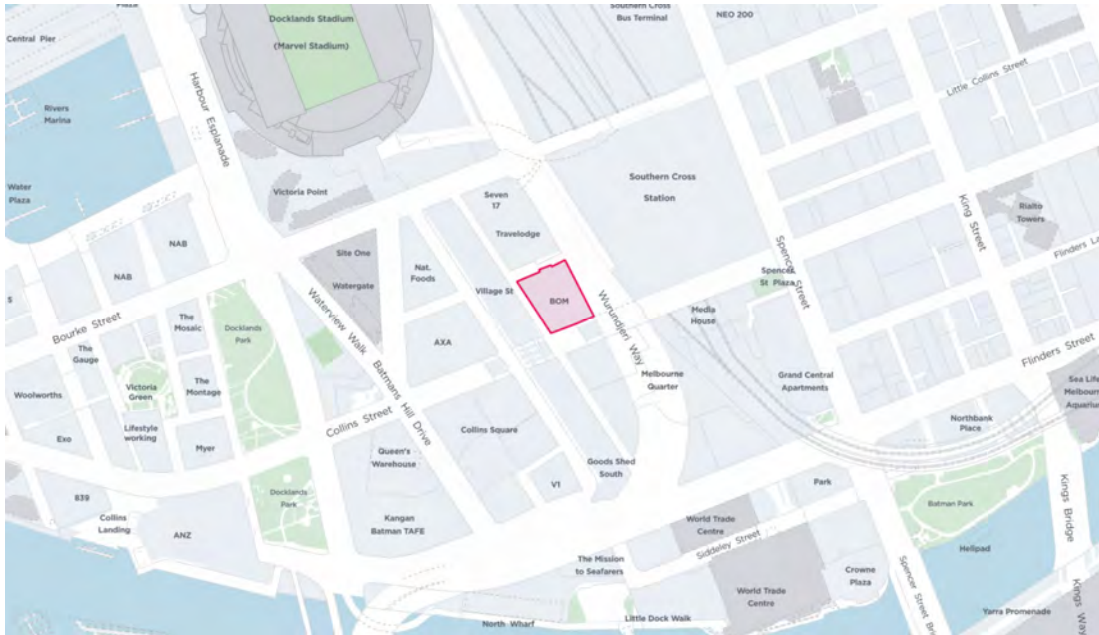 Plaza
Docklands Stadium
(Marvel Stadium)
Southern Cross
Bus Terminal
NEO 200
Central Pier
Little Collins Street
Rivers
Marina
Harbour Esplanade
Water
Plaza
Victoria Point
Seven
17
Southern Cross
Station
NAB
NAB
Travelodge
King Street
Rialto
Towers
Site One
Watergate
Nat.
Foods
Village St
BOM
Wurundjeri Way
Spencer Street
Spencer
St Plaza
Flinders La
S
Bourke Street
The
Mosaic
Docklands
Park
Waterview Walk
Media
House
The
Gauge
AXA
Flinders Street
Woolworths
Victoria
Green
The
Montage
Batmans Hill Drive
Melbourne
Quarter
Grand Central
Apartments
Sea Life
Melbou
Aquariu
Exo
Lifestyle
working
Myer
Collins Street
Collins Square
Northbank
Place
Queen's
Warehouse
Goods Shed
South
839
Docklands
Park
V1
Park
Batman Park
Kings Bridge
Collins
Landing
ANZ
Kangan
Batman TAFE
World Trade
Centre
Siddeley Street
Helipad
The Mission
to Seafarers
Crowne
Plaza
World Trade
Centre
Spencer Street Br
Kings Way
North Wharf
Little Dock Walk
Yarra Promenade